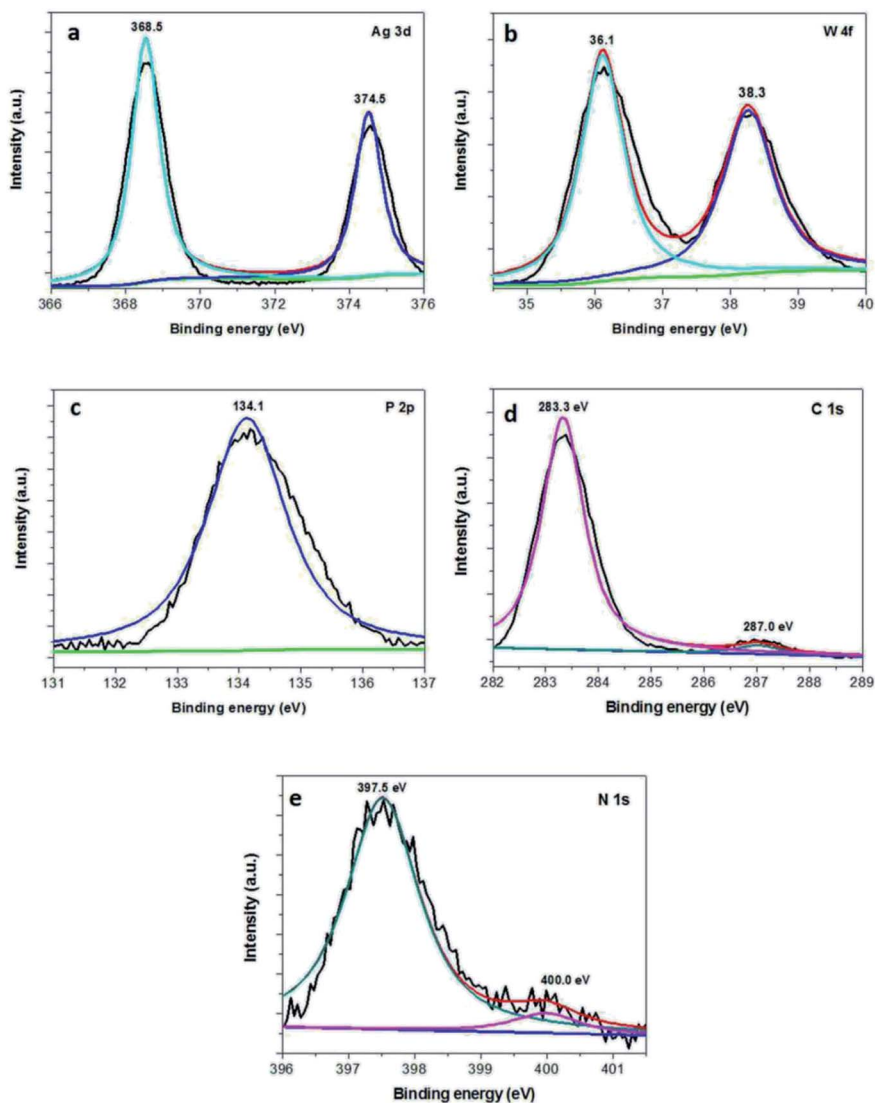 a
368.5
Ag 3d
374.5
Intensity (a.u.)
366 368 370 372 374 376
Binding energy (eV)
b
36.1
W 4f
38.3
Intensity (a.u.)
35 36 37 38 39 40
Binding energy (eV)
c
134.1
P 2p
Intensity (a.u.)
131 132 133 134 135 136 137
Binding energy (eV)
d
283.3 eV
C 1s
287.0 eV
Intensity (a.u.)
282 283 284 285 286 287 288 289
Binding energy (eV)
e
397.5 eV
N 1s
400.0 eV
Intensity (a.u.)
396 397 398 399 400 401
Binding energy (eV)